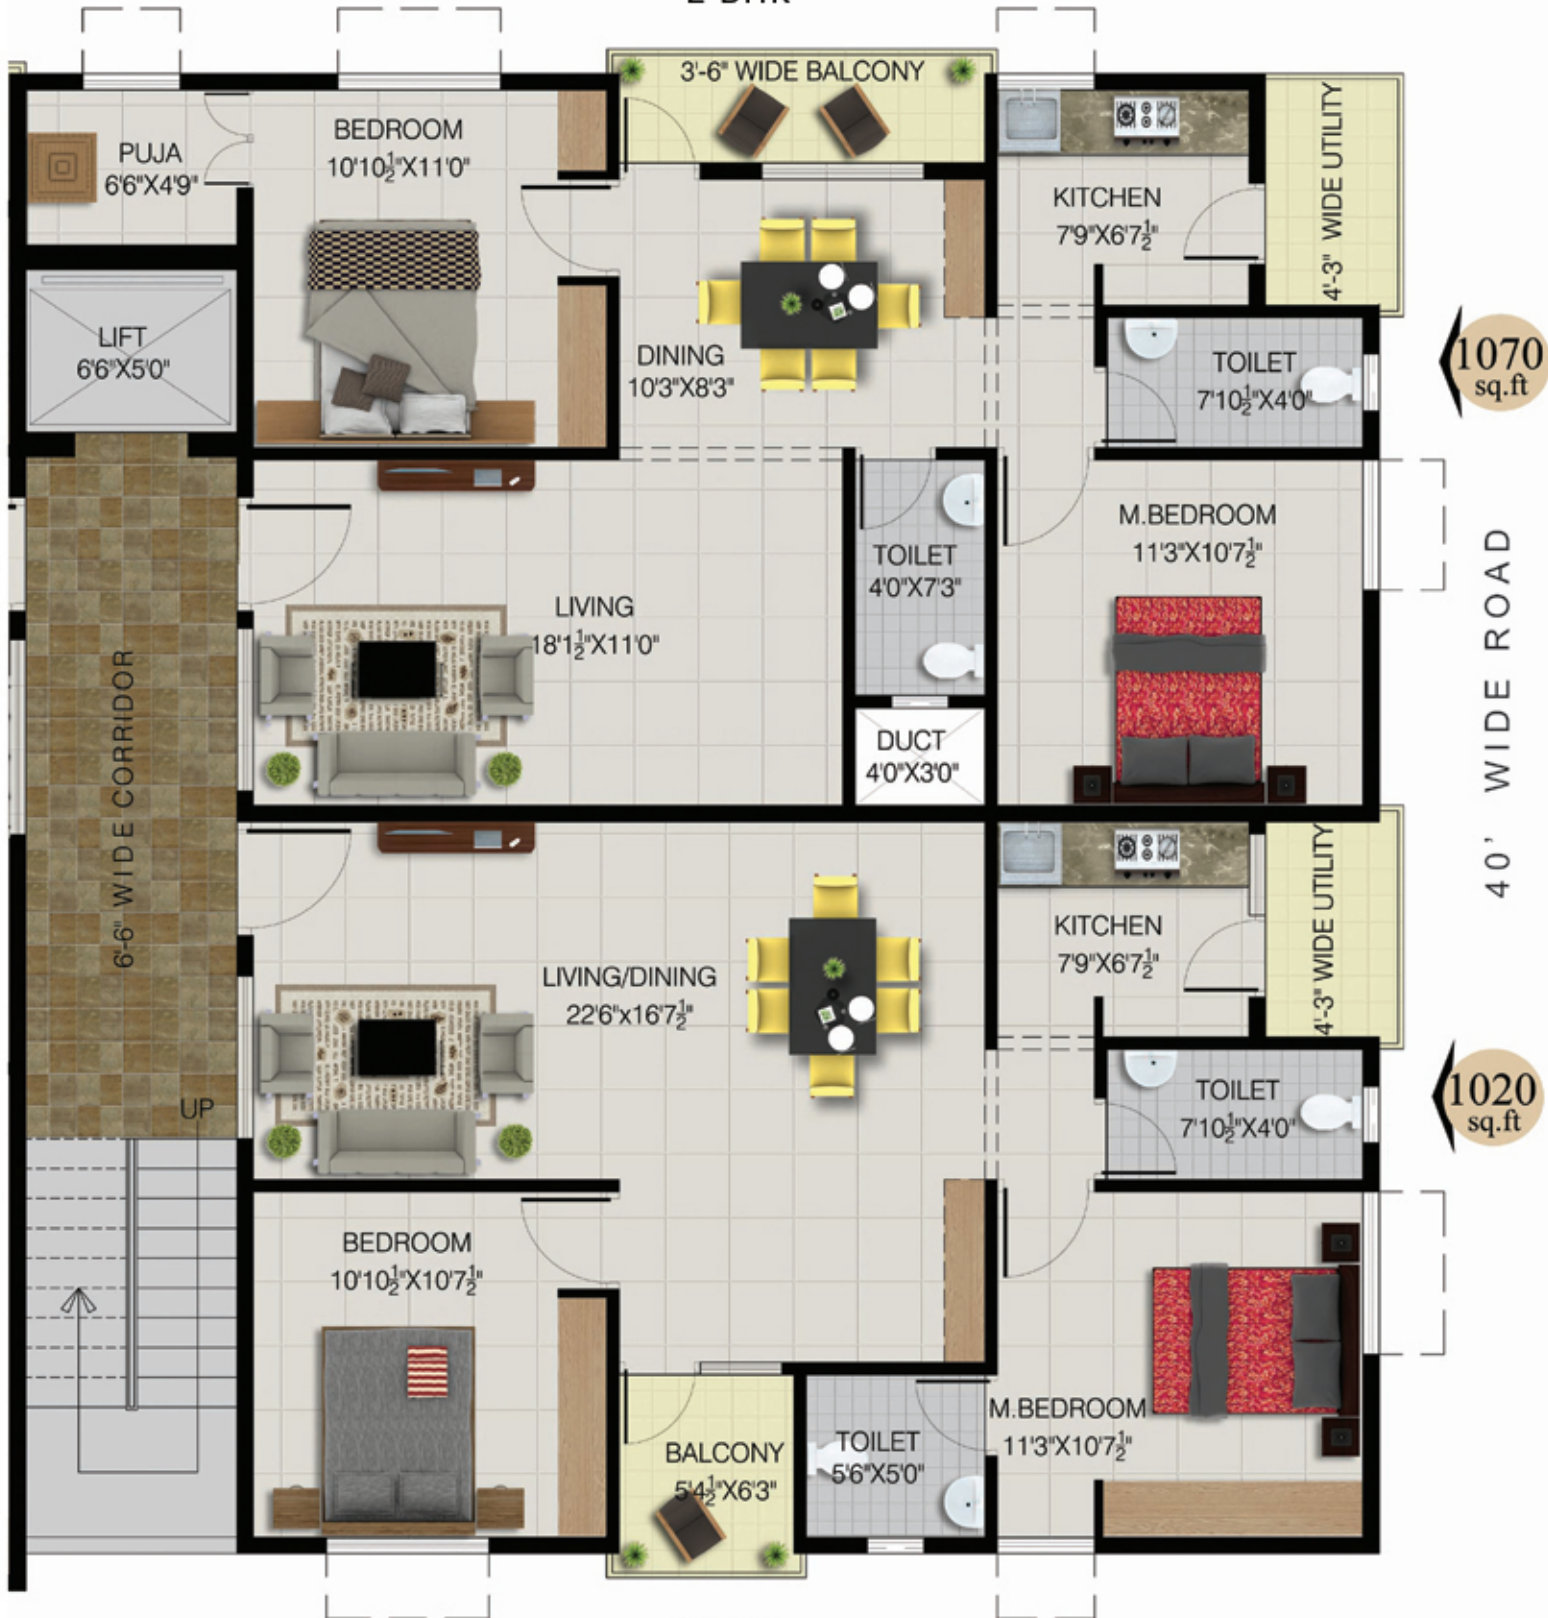 2 BHK
3'-6" WIDE BALCONY
PUJA
6'6"X4'9"
BEDROOM
10'10½"X11'0"
KITCHEN
7'9"X6'7½"
4'-3" WIDE UTILITY
LIFT
6'6"X5'0"
DINING
10'3"X8'3"
TOILET
7'10½"X4'0"
1070
sq.ft
M.BEDROOM
11'3"X10'7½"
TOILET
4'0"X7'3"
LIVING
18'1½"X11'0"
DUCT
4'0"X3'0"
6'-6" WIDE CORRIDOR
40' WIDE ROAD
KITCHEN
7'9"X6'7½"
4'-3" WIDE UTILITY
LIVING/DINING
22'6"x16'7½"
UP
TOILET
7'10½"X4'0"
1020
sq.ft
BEDROOM
10'10½"X10'7½"
M.BEDROOM
11'3"X10'7½"
BALCONY
5'4½"X6'3"
TOILET
5'6"X5'0"